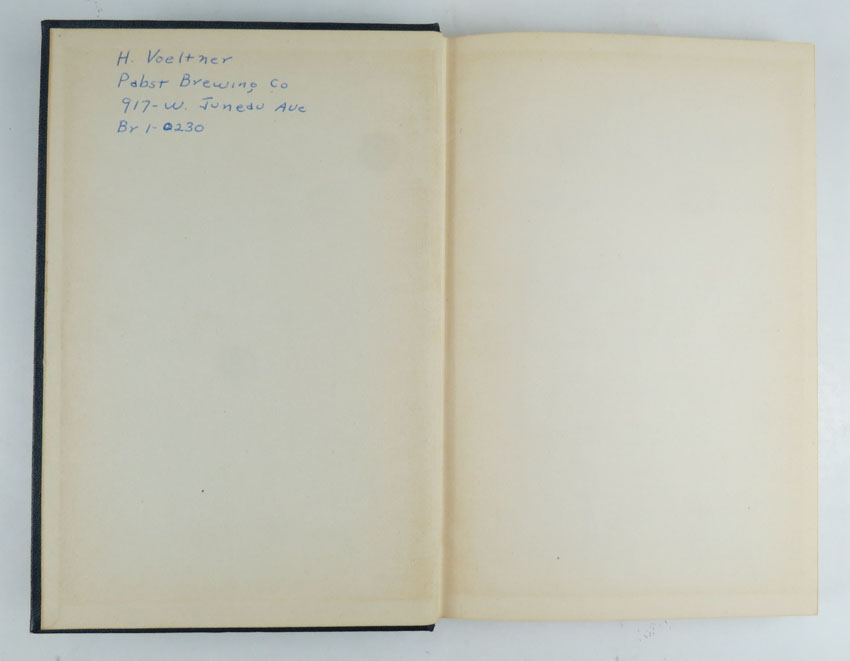 H. Voeltner
Pabst Brewing Co
917-W. Juneau Ave
Br 1-0230